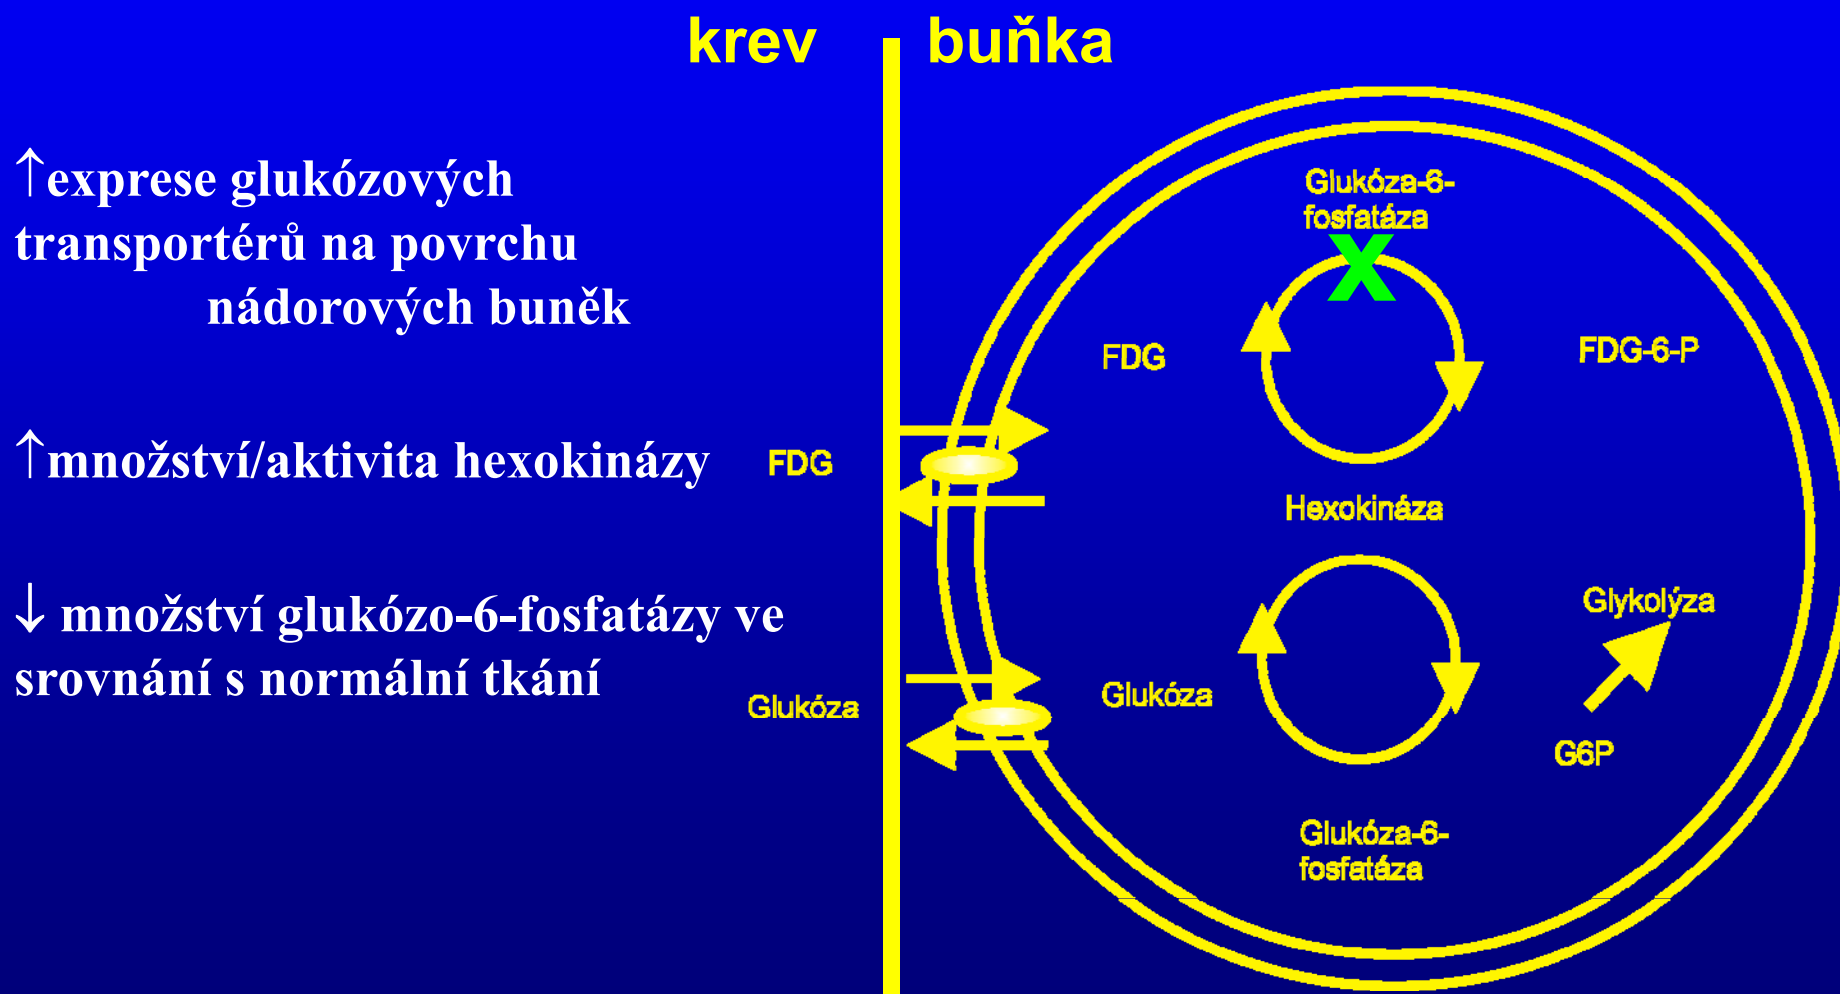 krev
buňka
↑exprese glukózových
transportérů na povrchu
nádorových buněk
↑množství/aktivita hexokinázy
↓ množství glukózo-6-fosfatázy ve
srovnání s normální tkání
FDG
Glukóza
Glukóza-6-
fosfatáza
X
FDG
FDG-6-P
Hexokináza
Glukóza
Glykolýza
G6P
Glukóza-6-
fosfatáza